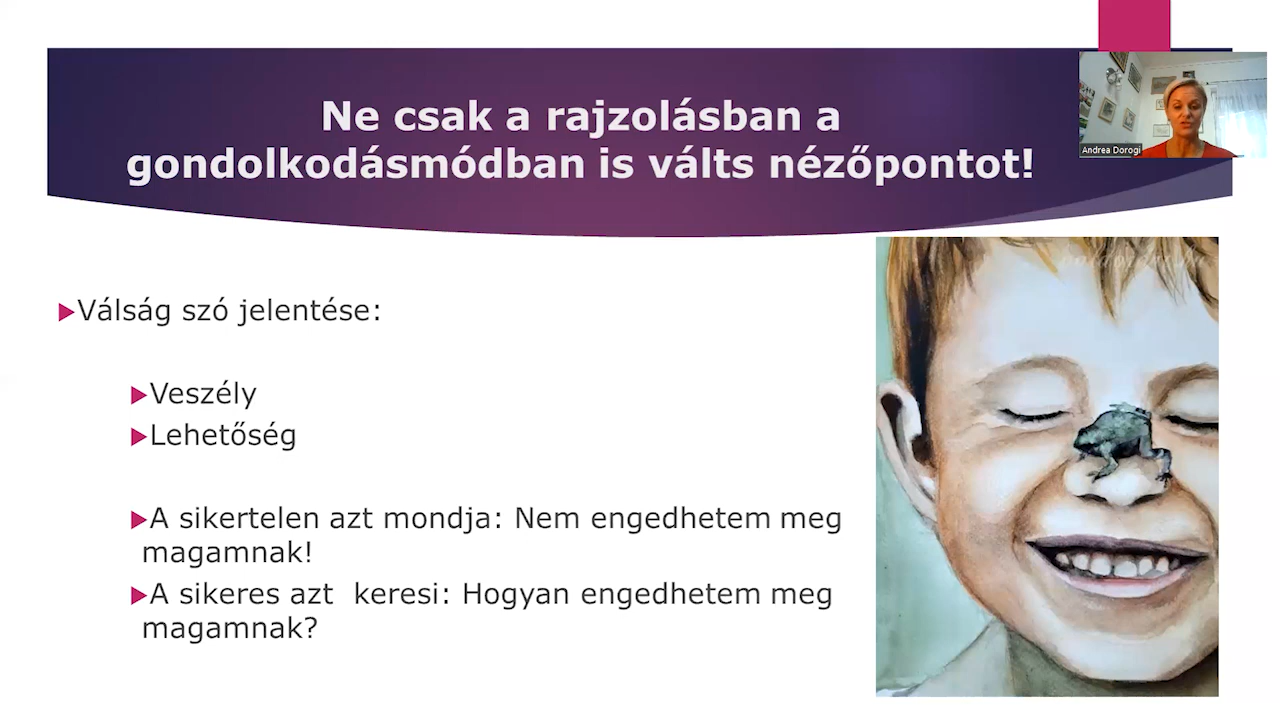 Ne csak a rajzolásban a
gondolkodásmódban is válts nézőpontot!
Andrea Dorogi
Válság szó jelentése:
Veszély
Lehetőség
A sikertelen azt mondja: Nem engedhetem meg
magamnak!
A sikeres azt  keresi: Hogyan engedhetem meg
magamnak?